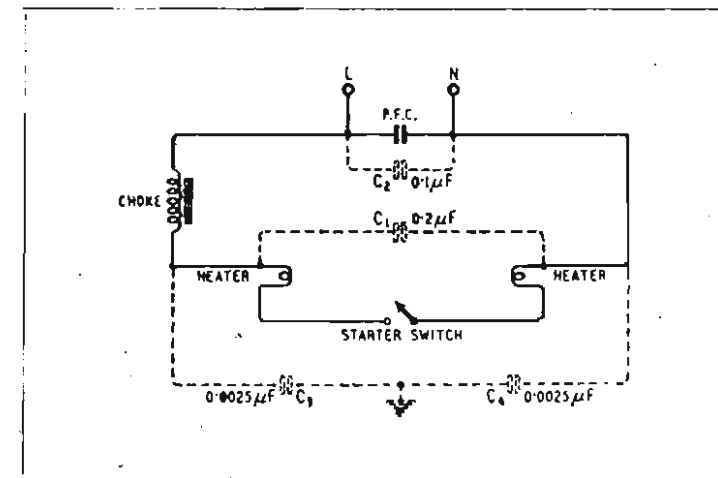 L N
P.F.C.
C2 0·1μF
CHOKE
C1 0·2μF
HEATER HEATER
STARTER SWITCH
0·0025μF C3 C4 0·0025μF